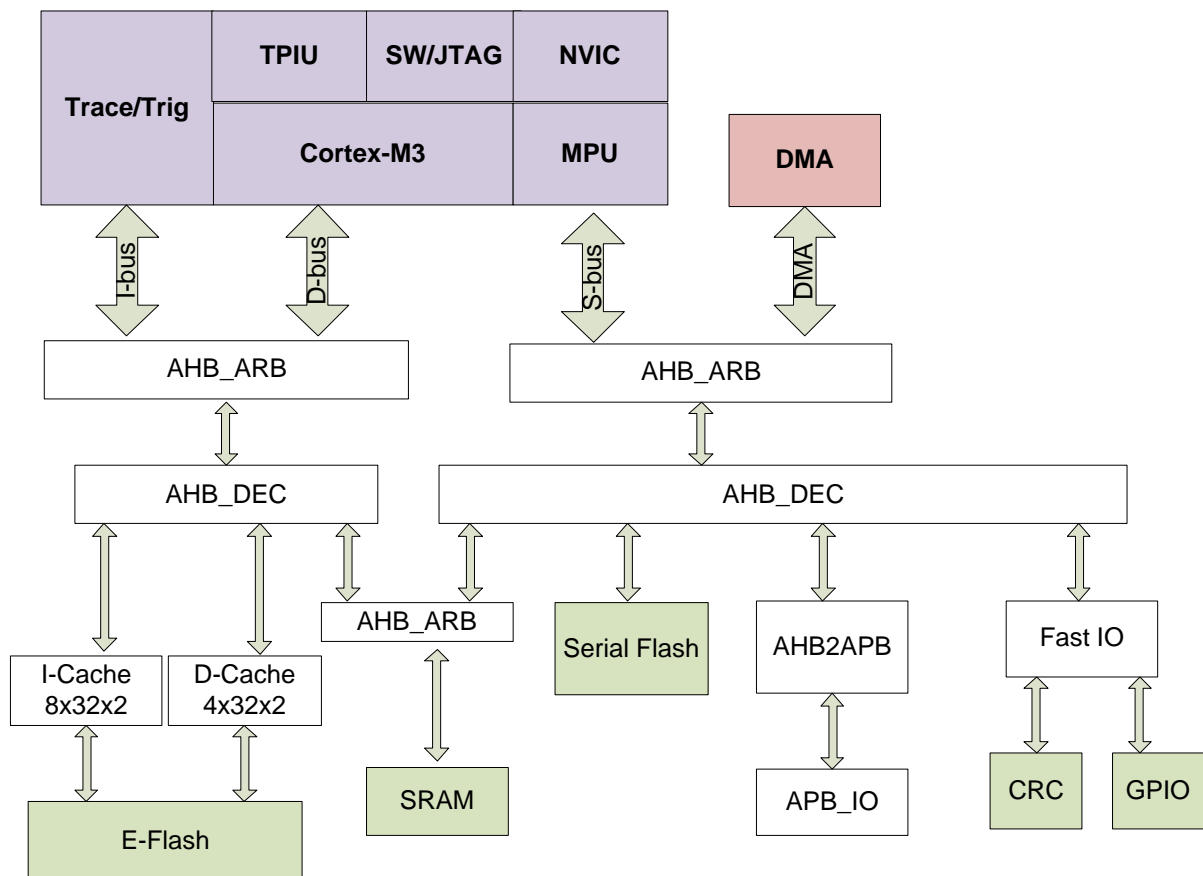 TPIU
SW/JTAG
NVIC
Trace/Trig
Cortex-M3
MPU
DMA
I-bus
D-bus
S-bus
DMA
AHB_ARB
AHB_ARB
AHB_DEC
AHB_DEC
AHB_ARB
Serial Flash
AHB2APB
Fast IO
I-Cache
8x32x2
D-Cache
4x32x2
SRAM
APB_IO
CRC
GPIO
E-Flash